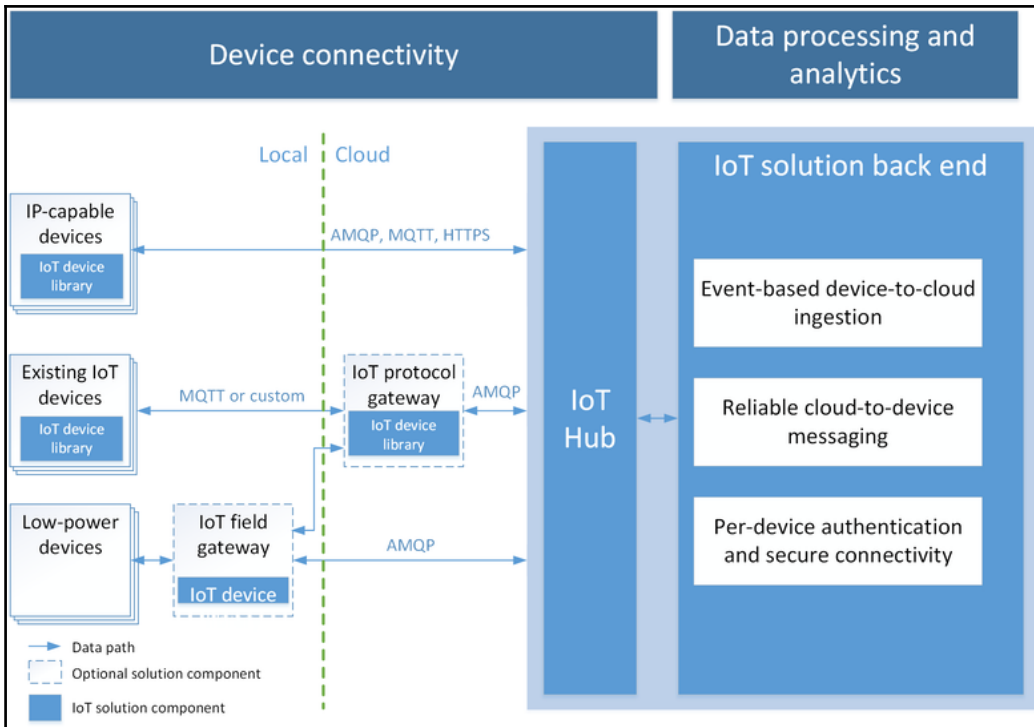 Device connectivity
Data processing and
analytics
Local
Cloud
IP-capable
devices
IoT device
library
AMQP, MQTT, HTTPS
Existing IoT
devices
IoT device
library
MQTT or custom
IoT protocol
gateway
IoT device
library
AMQP
Low-power
devices
IoT field
gateway
IoT device
AMQP
IoT
Hub
IoT solution back end
Event-based device-to-cloud
ingestion
Reliable cloud-to-device
messaging
Per-device authentication
and secure connectivity
Data path
Optional solution component
IoT solution component